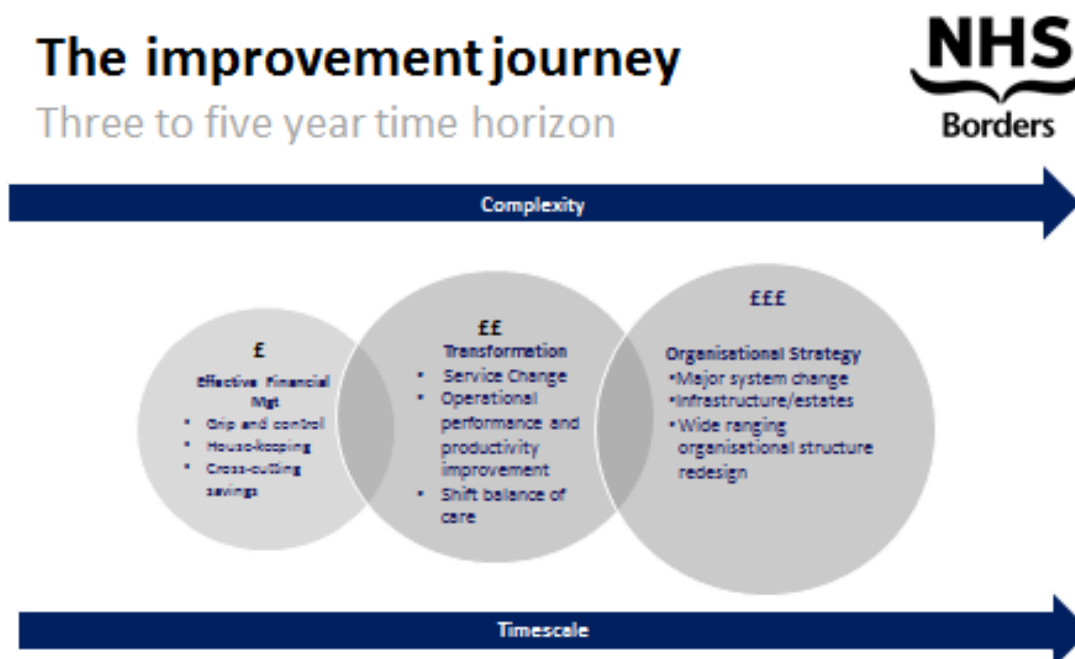 The improvement journey
Three to five year time horizon
NHS
Borders
Complexity
£
Effective Financial
Mgt
• Grip and control
• House-keeping
• Cross-cutting
savings
££
Transformation
• Service Change
• Operational
performance and
productivity
improvement
• Shift balance of
care
£££
Organisational Strategy
•Major system change
•Infrastructure/estates
•Wide ranging
organisational structure
redesign
Timescale